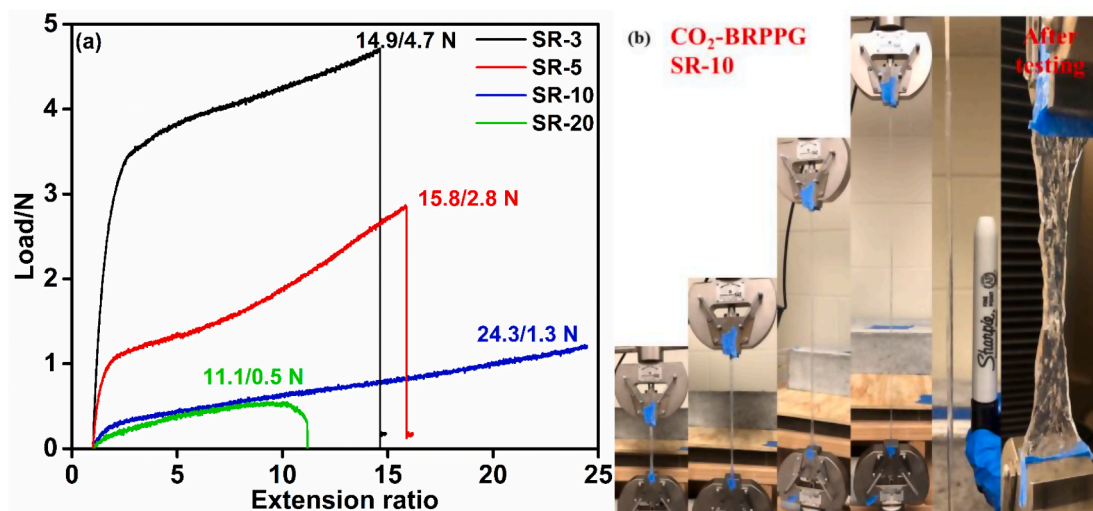 (a)
14.9/4.7 N
SR-3
SR-5
SR-10
SR-20
15.8/2.8 N
24.3/1.3 N
11.1/0.5 N
5
4
3
2
1
0
Load/N
0
5
10
15
20
25
Extension ratio
(b)
CO₂-BRPPG
SR-10
After
testing
Sharpie